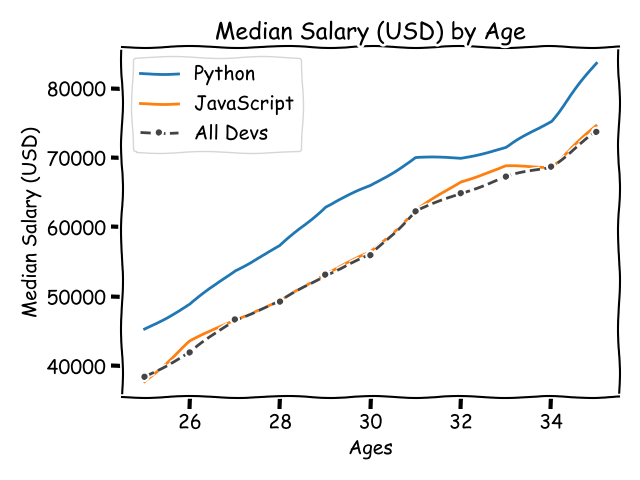 Median Salary (USD) by Age
Python
JavaScript
All Devs
80000
70000
60000
50000
40000
Median Salary (USD)
26 28 30 32 34
Ages